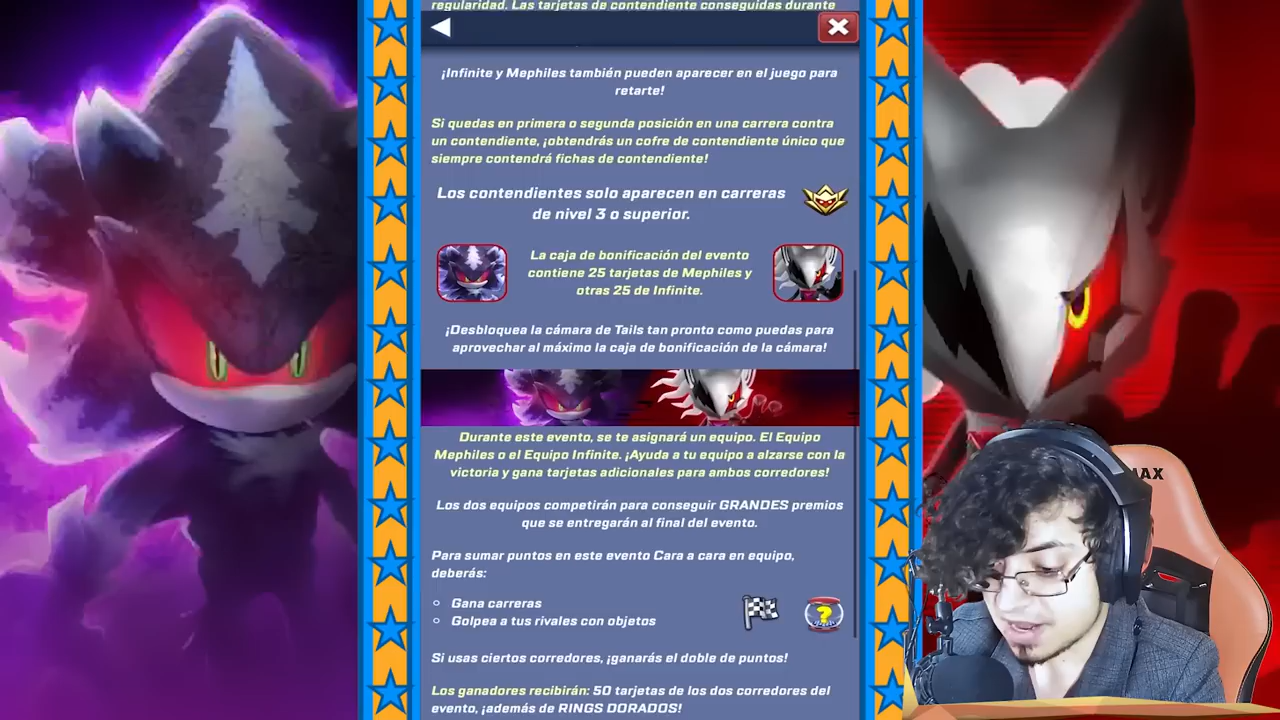 regularidad. Las tarjetas de contendiente conseguidas durante
¡Infinite y Mephiles también pueden aparecer en el juego para
retarte!
Si quedas en primera o segunda posición en una carrera contra
un contendiente, ¡obtendrás un cofre de contendiente único que
siempre contendrá fichas de contendiente!
Los contendientes solo aparecen en carreras
de nivel 3 o superior.
La caja de bonificación del evento
contiene 25 tarjetas de Mephiles y
otras 25 de Infinite.
¡Desbloquea la cámara de Tails tan pronto como puedas para
aprovechar al máximo la caja de bonificación de la cámara!
Durante este evento, se te asignará un equipo. El Equipo
Mephiles o el Equipo Infinite. ¡Ayuda a tu equipo a alzarse con la
victoria y gana tarjetas adicionales para ambos corredores!
Los dos equipos competirán para conseguir GRANDES premios
que se entregarán al final del evento.
Para sumar puntos en este evento Cara a cara en equipo,
deberás:
Gana carreras
Golpea a tus rivales con objetos
?
Si usas ciertos corredores, ¡ganarás el doble de puntos!
Los ganadores recibirán: 50 tarjetas de los dos corredores del
evento, ¡además de RINGS DORADOS!